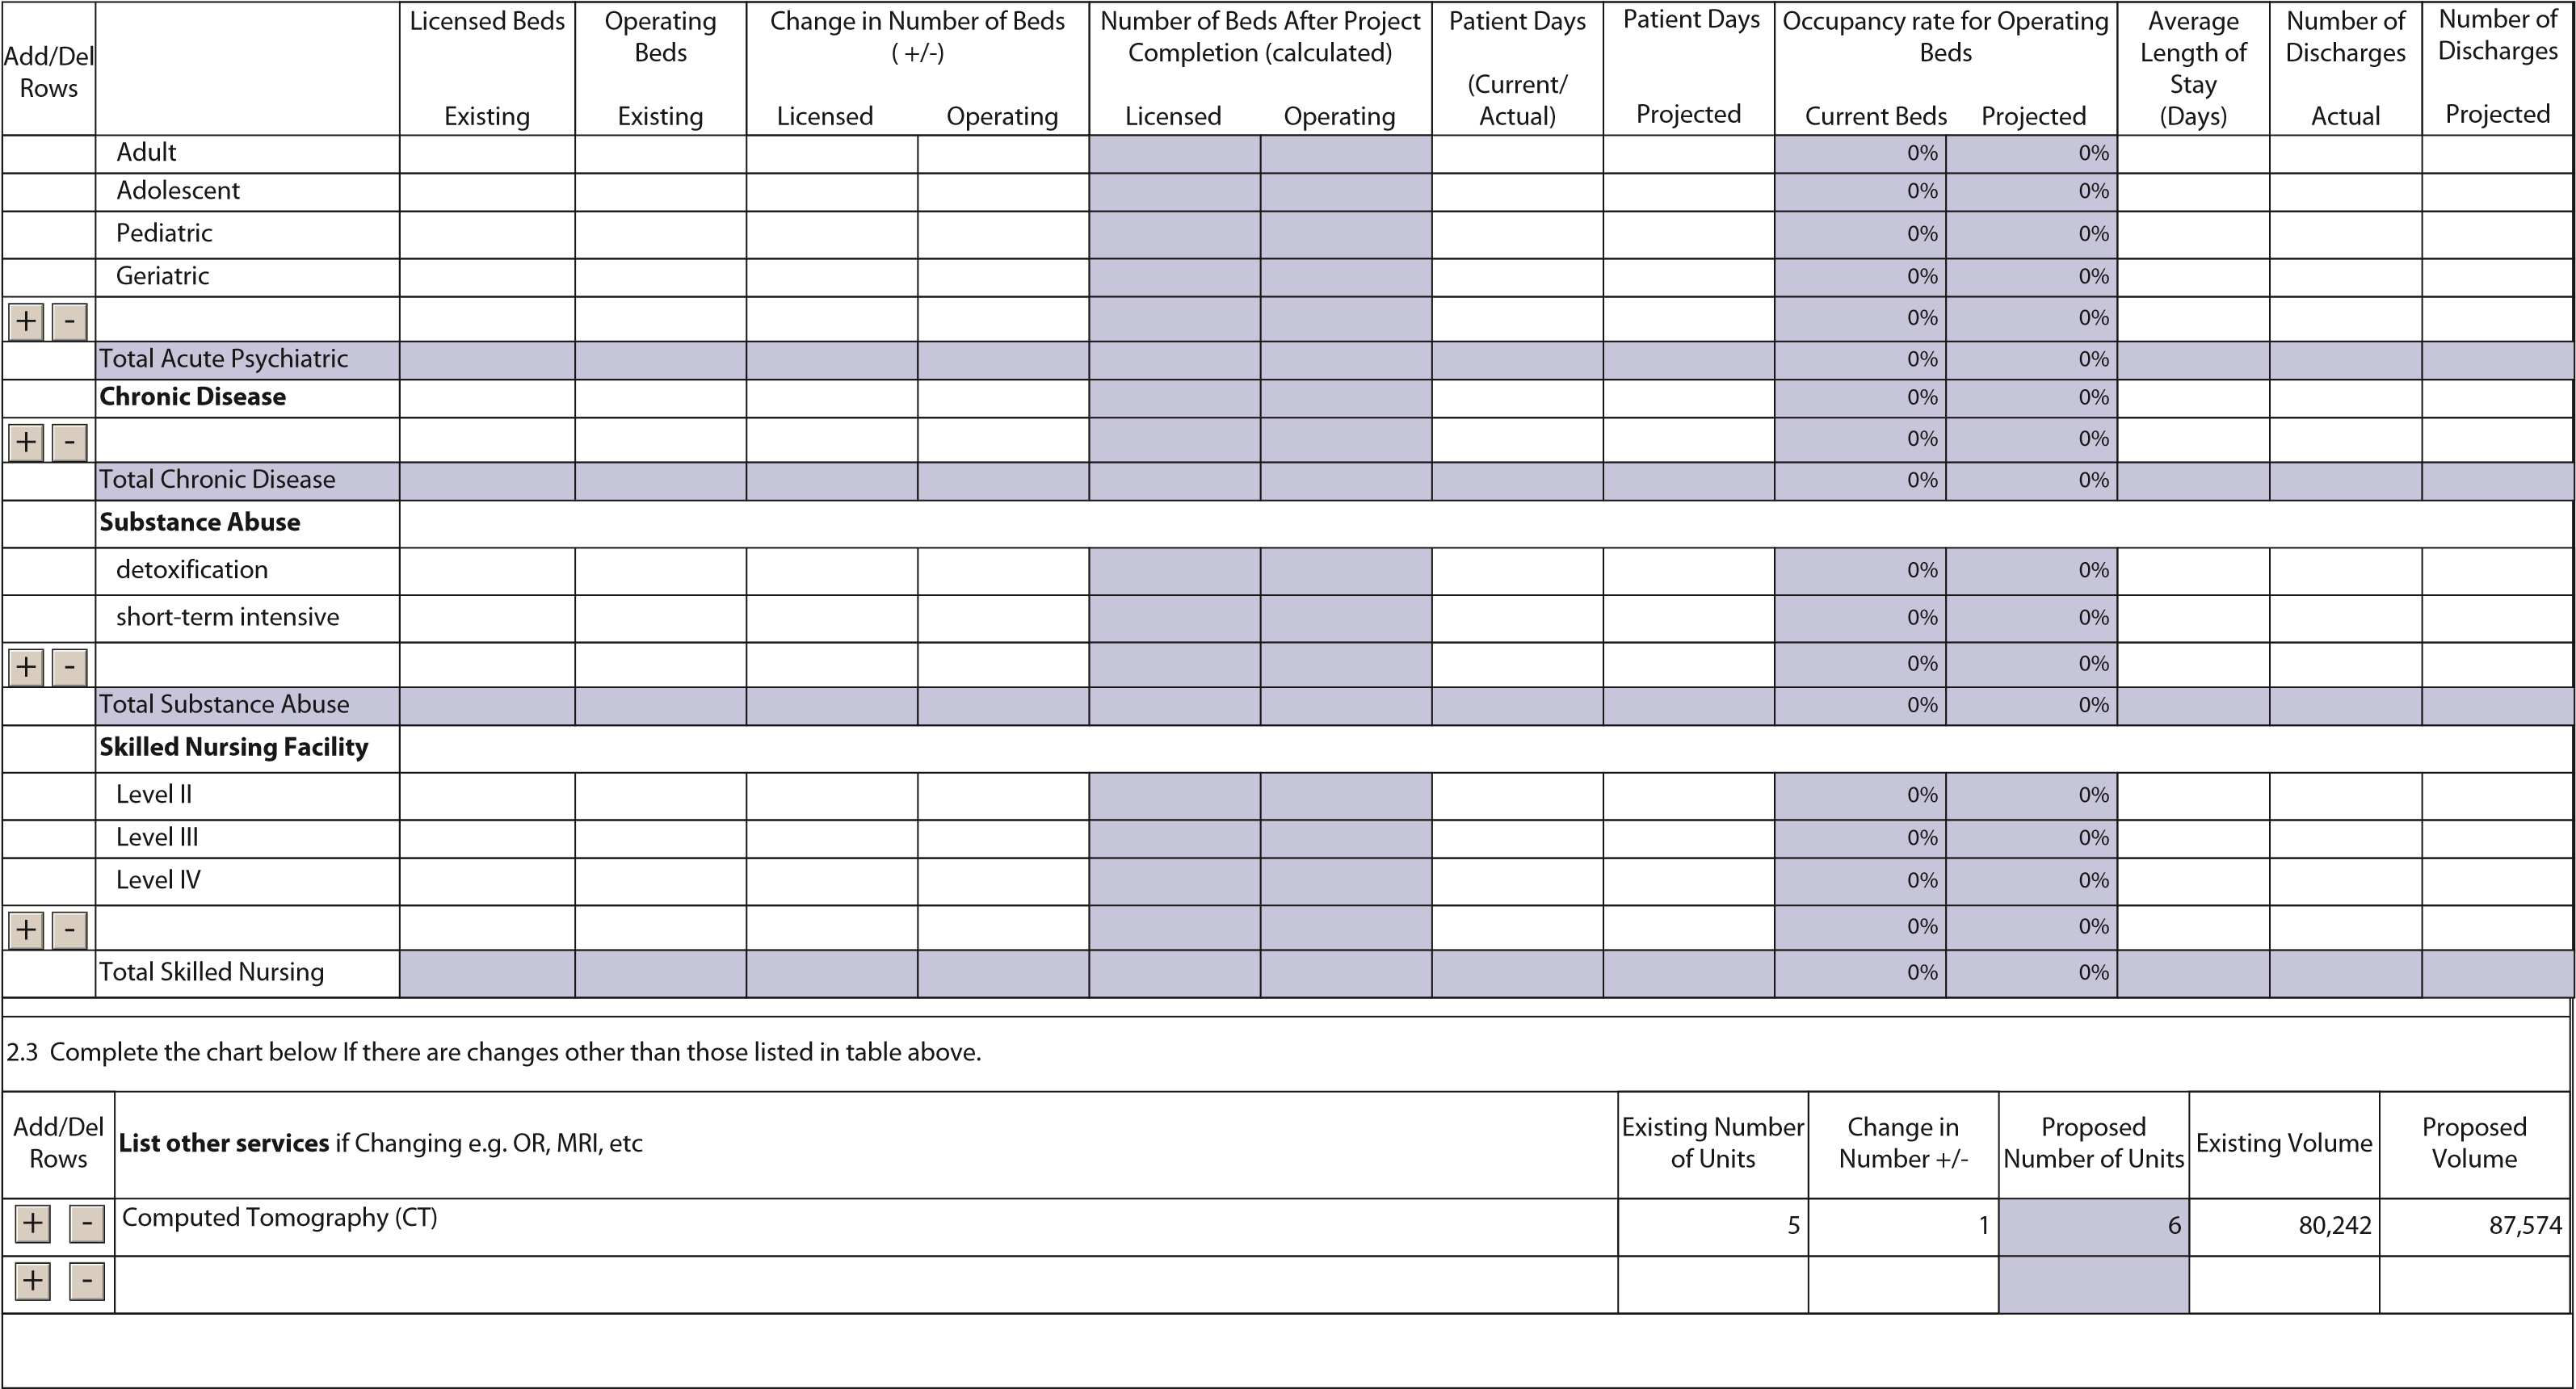 Add/Del Rows
Licensed Beds
Existing
Operating Beds
Existing
Change in Number of Beds
( +/-)
Licensed Operating
Number of Beds After Project
Completion (calculated)
Licensed Operating
Patient Days
(Current/
Actual)
Patient Days
Projected
Occupancy rate for Operating
Beds
Current Beds Projected
Average
Length of
Stay
(Days)
Number of
Discharges
Actual
Number of
Discharges
Projected
Adult 0% 0%
Adolescent 0% 0%
Pediatric 0% 0%
Geriatric 0% 0%
+ - 0% 0%
Total Acute Psychiatric 0% 0%
Chronic Disease 0% 0%
+ - 0% 0%
Total Chronic Disease 0% 0%
Substance Abuse
detoxification 0% 0%
short-term intensive 0% 0%
+ - 0% 0%
Total Substance Abuse 0% 0%
Skilled Nursing Facility
Level II 0% 0%
Level III 0% 0%
Level IV 0% 0%
+ - 0% 0%
Total Skilled Nursing 0% 0%
2.3 Complete the chart below If there are changes other than those listed in table above.
Add/Del
Rows
List other services if Changing e.g. OR, MRI, etc
Existing Number
of Units
Change in
Number +/-
Proposed
Number of Units
Existing Volume
Proposed
Volume
+ - Computed Tomography (CT) 5 1 6 80,242 87,574
+ -